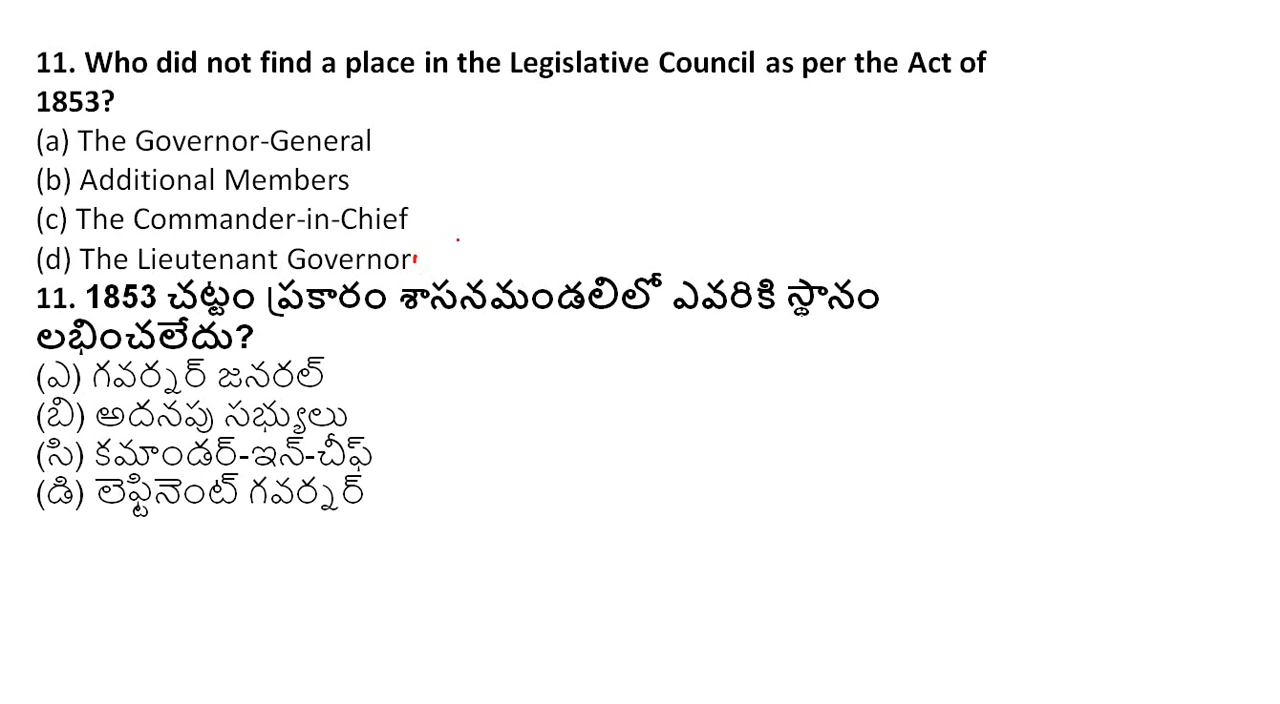 11. Who did not find a place in the Legislative Council as per the Act of
1853?
(a) The Governor-General
(b) Additional Members
(c) The Commander-in-Chief
(d) The Lieutenant Governor
11. 1853 చట్టం ప్రకారం శాసనమండలిలో ఎవరికి స్థానం
లభించలేదు?
(ఎ) గవర్నర్ జనరల్
(బి) అదనపు సభ్యులు
(సి) కమాండర్-ఇన్-చీఫ్
(డి) లెఫ్టినెంట్ గవర్నర్